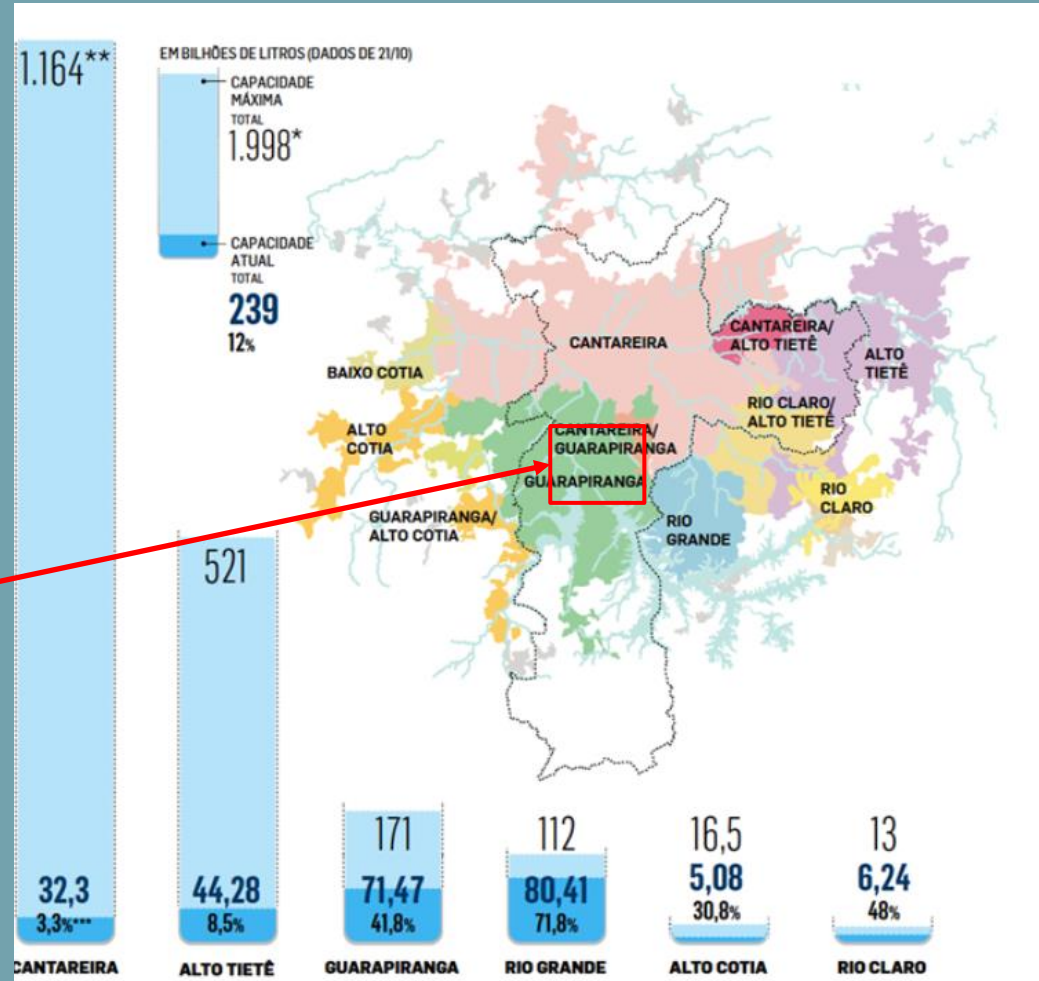 1.164**
EM BILHÕES DE LITROS (DADOS DE 21/10)
CAPACIDADE
MÁXIMA
TOTAL
1.998*
CAPACIDADE
ATUAL
TOTAL
239
12%
CANTAREIRA
CANTAREIRA/
ALTO TIETÊ
ALTO
TIETÊ
BAIXO COTIA
RIO CLARO/
ALTO TIETÊ
ALTO
COTIA
CANTAREIRA/
GUARAPIRANGA
GUARAPIRANGA
RIO
CLARO
GUARAPIRANGA/
ALTO COTIA
RIO
GRANDE
521
171
112
16,5
13
32,3
3,3%***
44,28
8,5%
71,47
41,8%
80,41
71,8%
5,08
30,8%
6,24
48%
CANTAREIRA
ALTO TIETÊ
GUARAPIRANGA
RIO GRANDE
ALTO COTIA
RIO CLARO